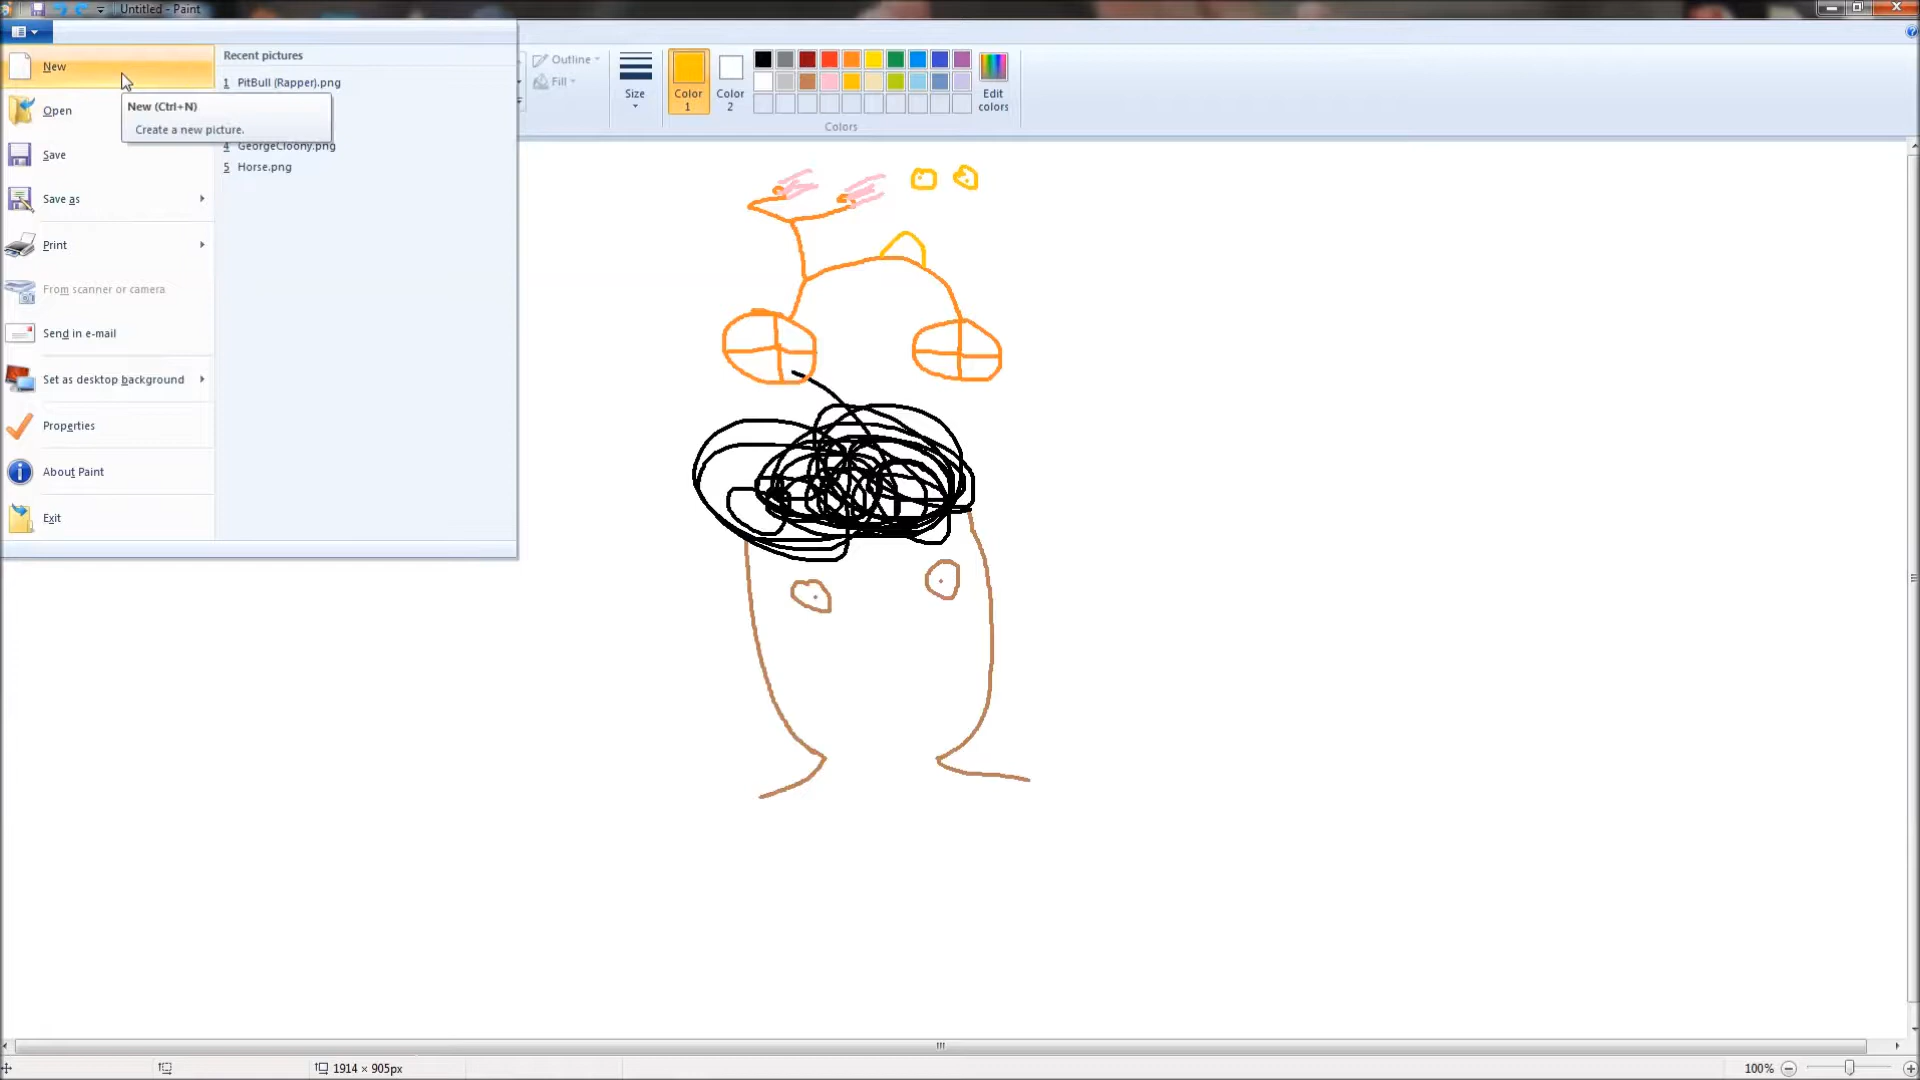 Untitled - Paint
New
Open
Save
Save as
Print
From scanner or camera
Send in e-mail
Set as desktop background
Properties
About Paint
Exit
Recent pictures
1 PitBull (Rapper).png
New (Ctrl+N)
Create a new picture.
4 GeorgeCloony.png
5 Horse.png
Outline
Fill
Size
Color 1
Color 2
Edit colors
Colors
1914 × 905px
100%